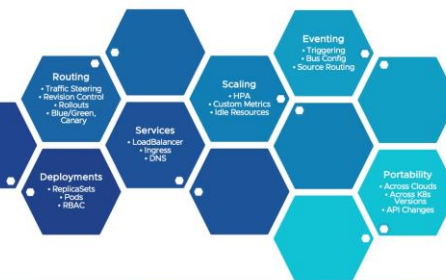 Routing
• Traffic Steering
• Revision Control
• Rollouts
• Blue/Green,
Canary
Deployments
• ReplicaSets
• Pods
• RBAC
Services
• LoadBalancer
• Ingress
• DNS
Scaling
• HPA
• Custom Metrics
• Idle Resources
Eventing
• Triggering
• Bus Config
• Source Routing
Portability
• Across Clouds
• Across K8s
Versions
• API Changes